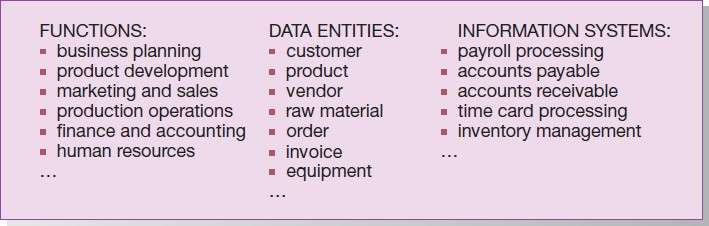 FUNCTIONS:
▪ business planning
▪ product development
▪ marketing and sales
▪ production operations
▪ finance and accounting
▪ human resources
...
DATA ENTITIES:
▪ customer
▪ product
▪ vendor
▪ raw material
▪ order
▪ invoice
▪ equipment
...
INFORMATION SYSTEMS:
▪ payroll processing
▪ accounts payable
▪ accounts receivable
▪ time card processing
▪ inventory management
...